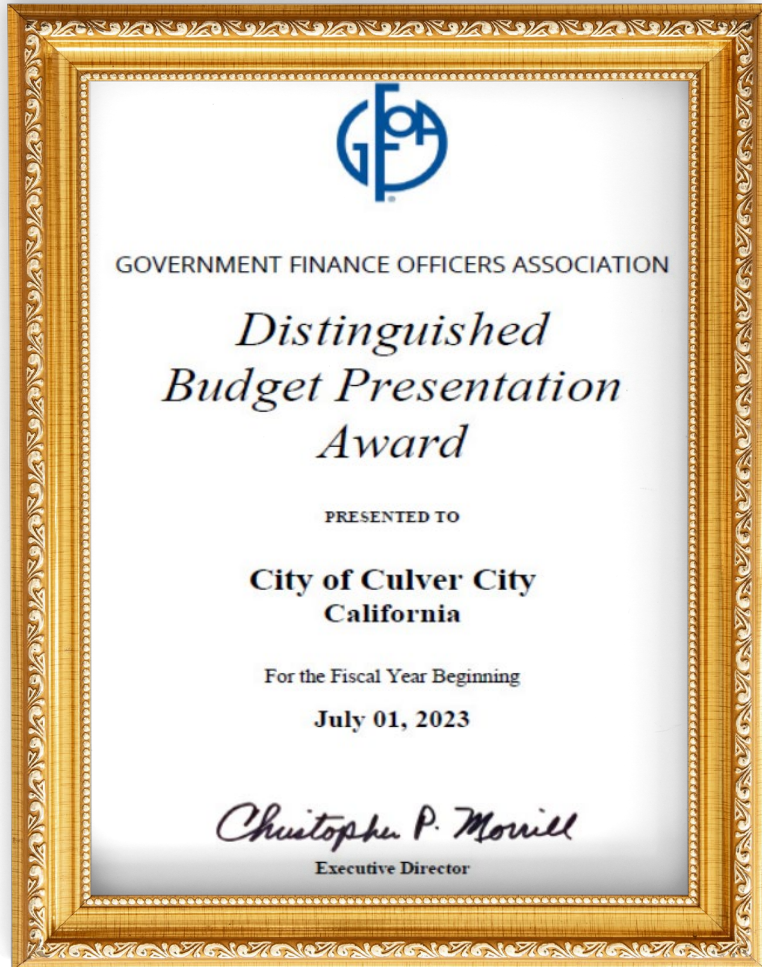 GFOA
GOVERNMENT FINANCE OFFICERS ASSOCIATION
Distinguished
Budget Presentation
Award
PRESENTED TO
City of Culver City
California
For the Fiscal Year Beginning
July 01, 2023
Christopher P. Morrill
Executive Director